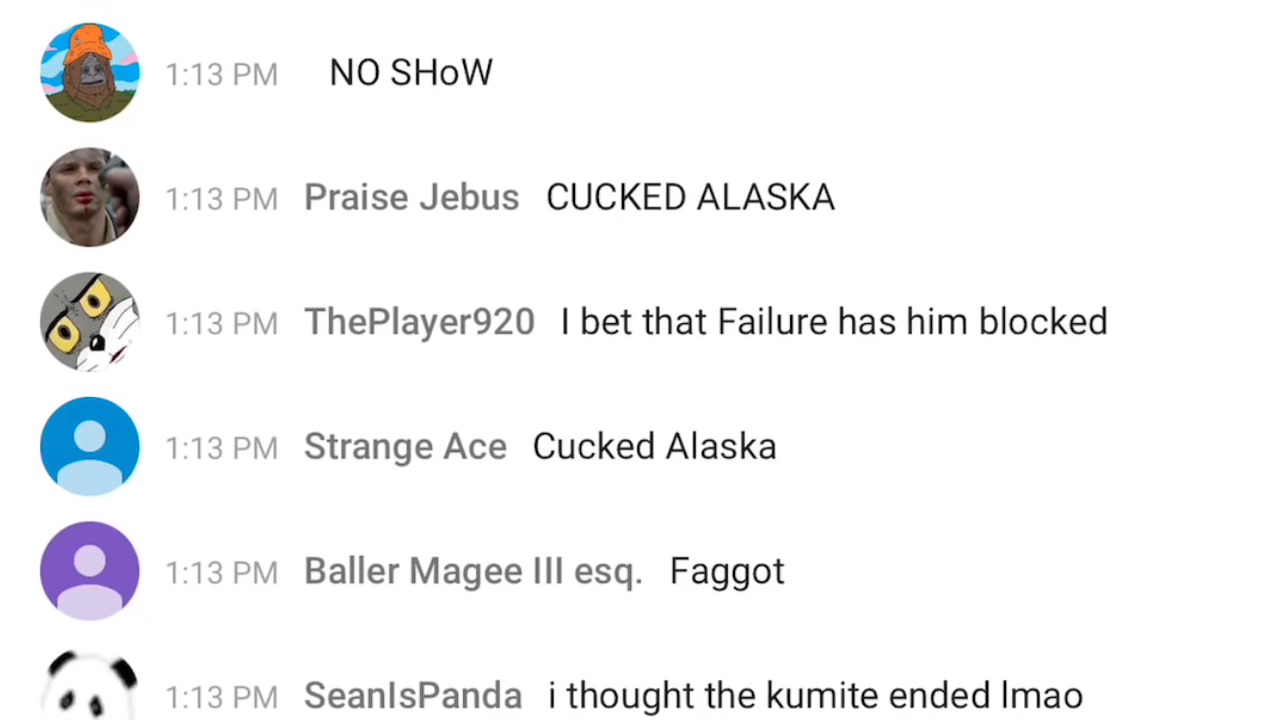 1:13 PM NO SHoW
1:13 PM Praise Jebus CUCKED ALASKA
1:13 PM ThePlayer920 I bet that Failure has him blocked
1:13 PM Strange Ace Cucked Alaska
1:13 PM Baller Magee III esq. Faggot
1:13 PM SeanIsPanda i thought the kumite ended lmao